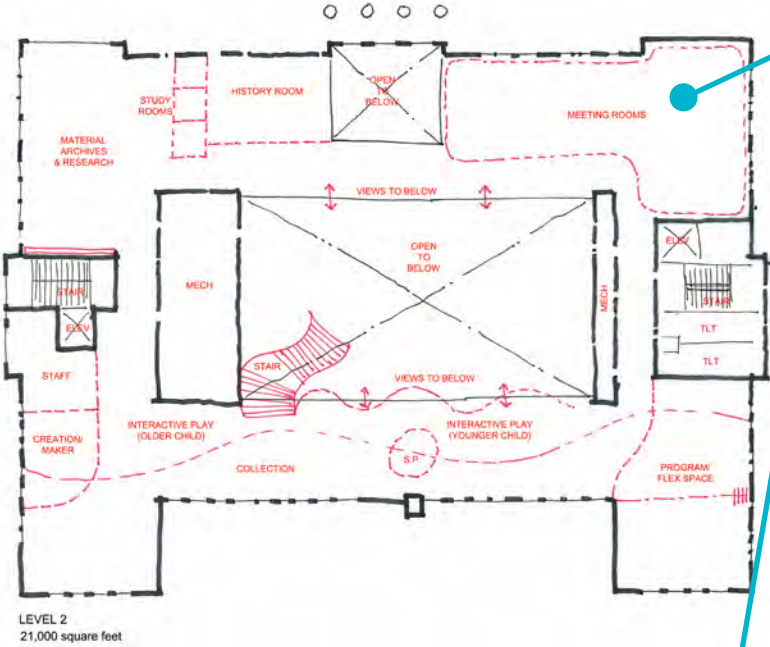 OPEN
TO
BELOW
HISTORY ROOM
STUDY
ROOMS
MEETING ROOMS
MATERIAL
ARCHIVES
& RESEARCH
VIEWS TO BELOW
OPEN
TO
BELOW
ELEV
MECH
MECH
STAIR
STAIR
ELEV
TLT
TLT
STAIR
STAFF
VIEWS TO BELOW
CREATION/
MAKER
INTERACTIVE PLAY
(OLDER CHILD)
INTERACTIVE PLAY
(YOUNGER CHILD)
S.P.
COLLECTION
PROGRAM/
FLEX SPACE
LEVEL 2
21,000 square feet